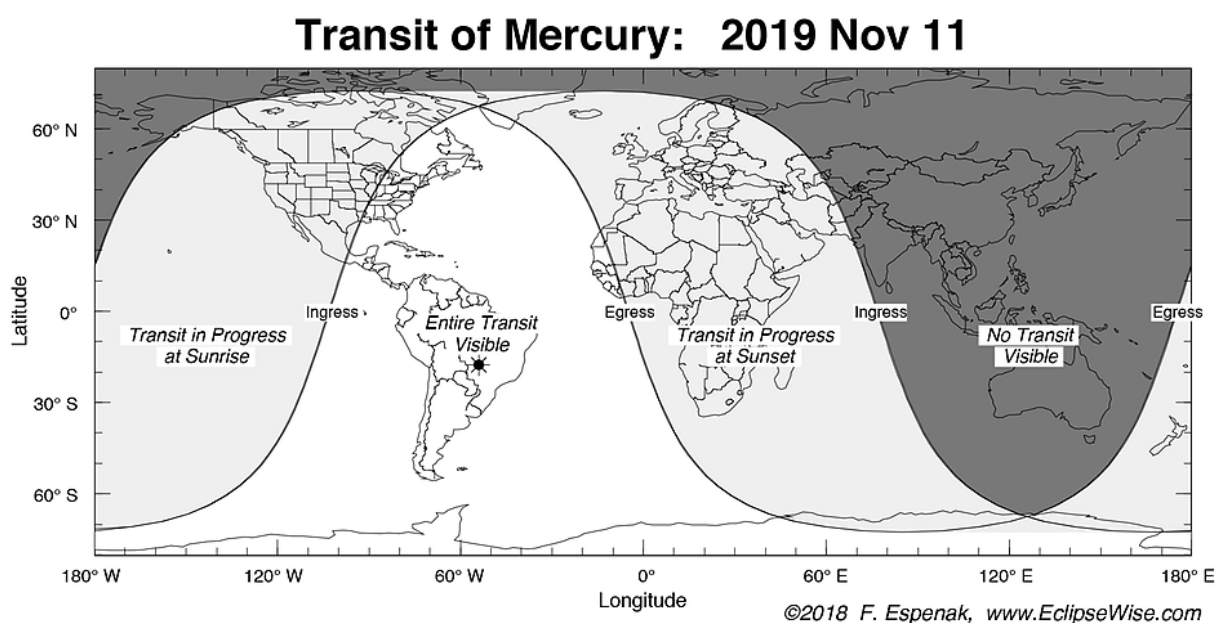 Transit of Mercury:   2019 Nov 11
60° N
30° N
0°
30° S
60° S
Latitude
Ingress
Egress
Ingress
Egress
Transit in Progress
at Sunrise
Entire Transit
Visible
Transit in Progress
at Sunset
No Transit
Visible
180° W
120° W
60° W
0°
60° E
120° E
180° E
Longitude
©2018  F. Espenak,  www.EclipseWise.com